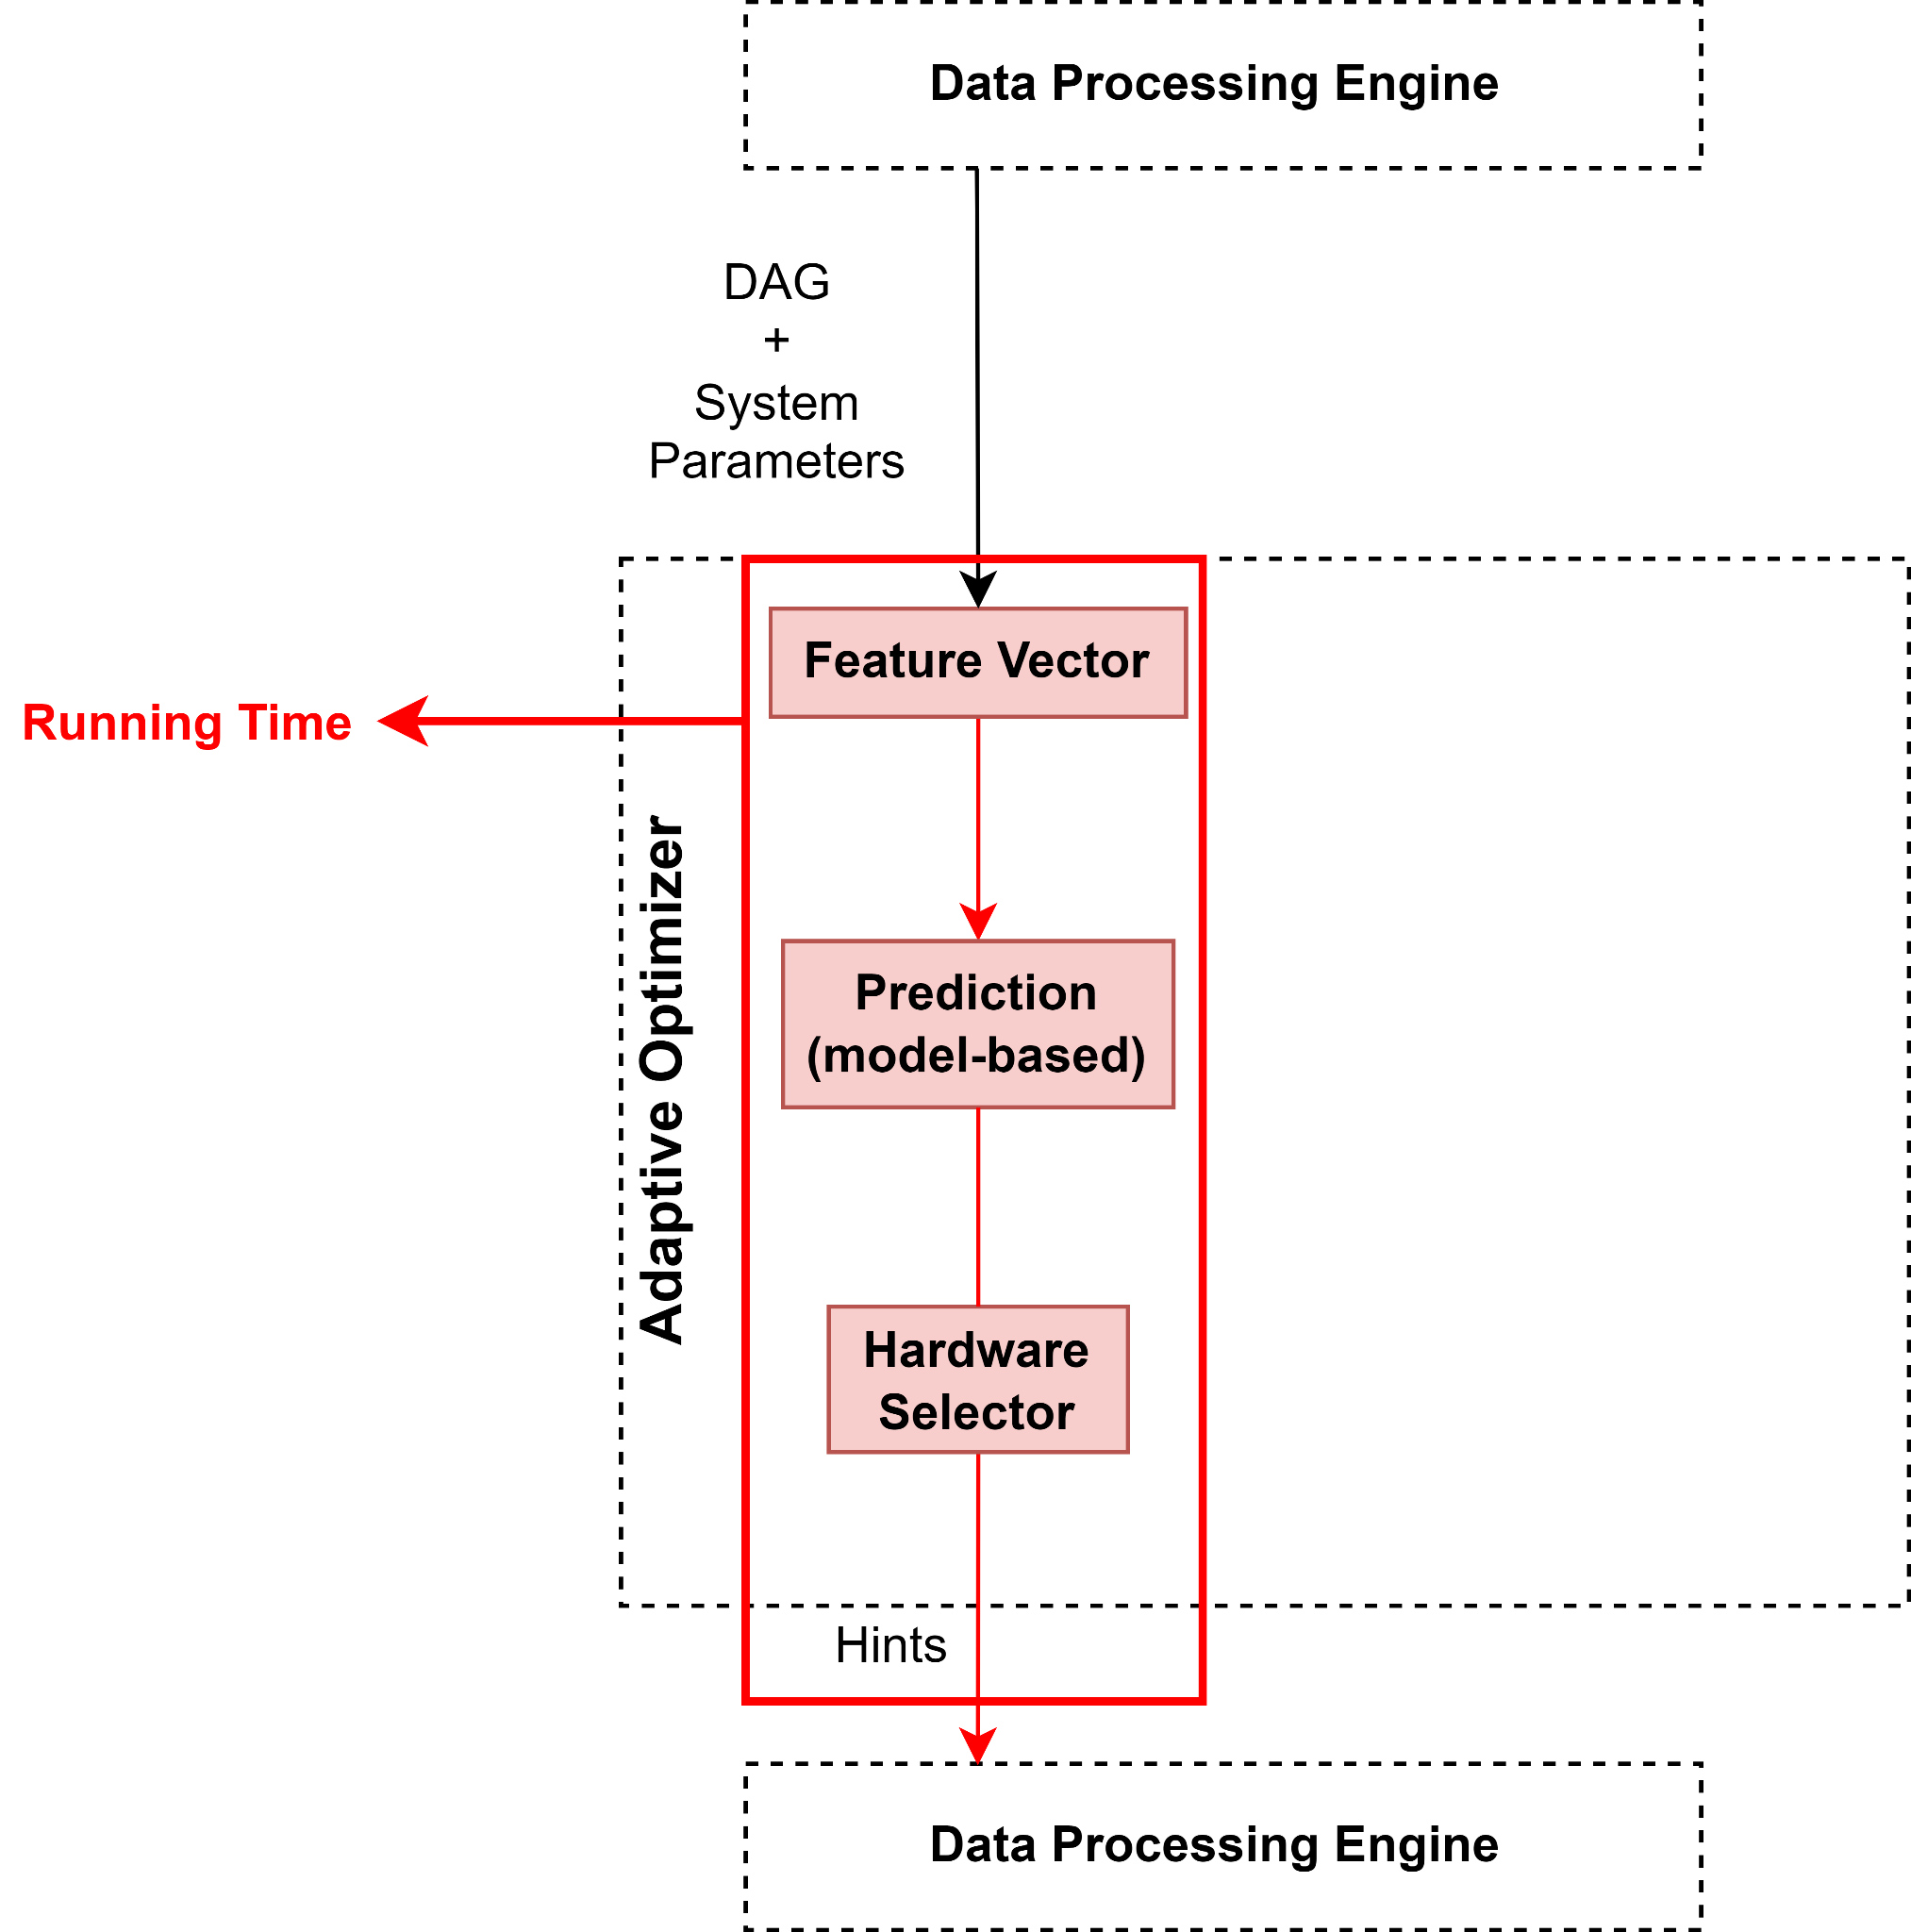 Data Processing Engine
DAG
+
System
Parameters
Feature Vector
Running Time
Adaptive Optimizer
Prediction
(model-based)
Hardware
Selector
Hints
Data Processing Engine